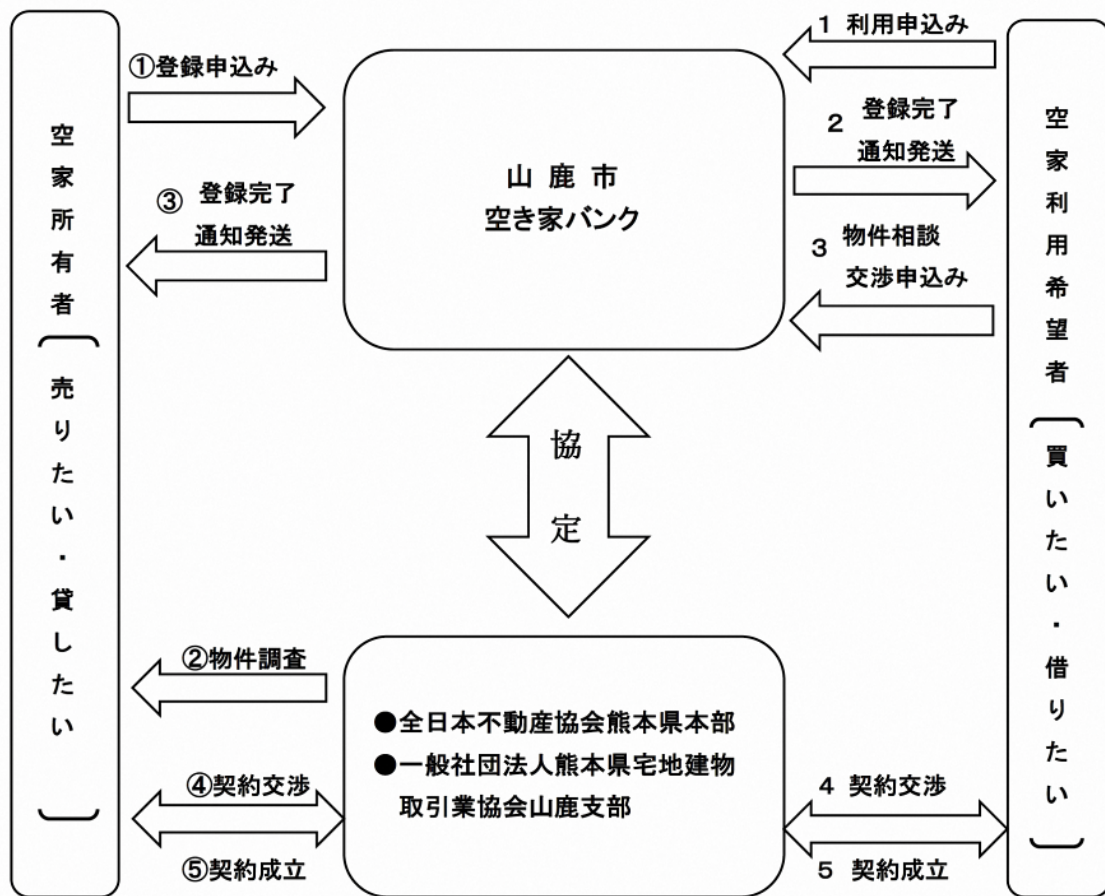 空家所有者
売りたい・貸したい
①登録申込み
③ 登録完了
通知発送
山 鹿 市
空き家バンク
1 利用申込み
2 登録完了
通知発送
3 物件相談
交渉申込み
空家利用希望者
買いたい・借りたい
協
定
②物件調査
④契約交渉
⑤契約成立
●全日本不動産協会熊本県本部
●一般社団法人熊本県宅地建物
取引業協会山鹿支部
4 契約交渉
5 契約成立